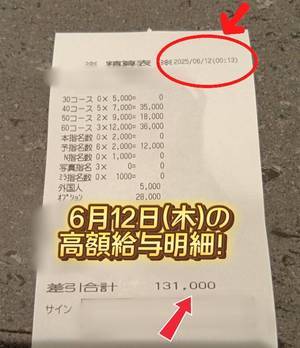 ※ 精算表 2025/06/12(00:13)
30コース 0× 5,000= 0
40コース 5× 7,000= 35,000
50コース 2× 9,000= 18,000
60コース 3×12,000= 36,000
本指名数 0× 2,000= 0
予指名数 6× 2,000= 12,000
N指名数 0× 1,000= 0
写真指名 3× = 0
ミラ指名数 0× 1000= 0
外国人 5,000
オプション 28,000
6月12日(木)の
高額給与明細!
差引合計 131,000
サイン